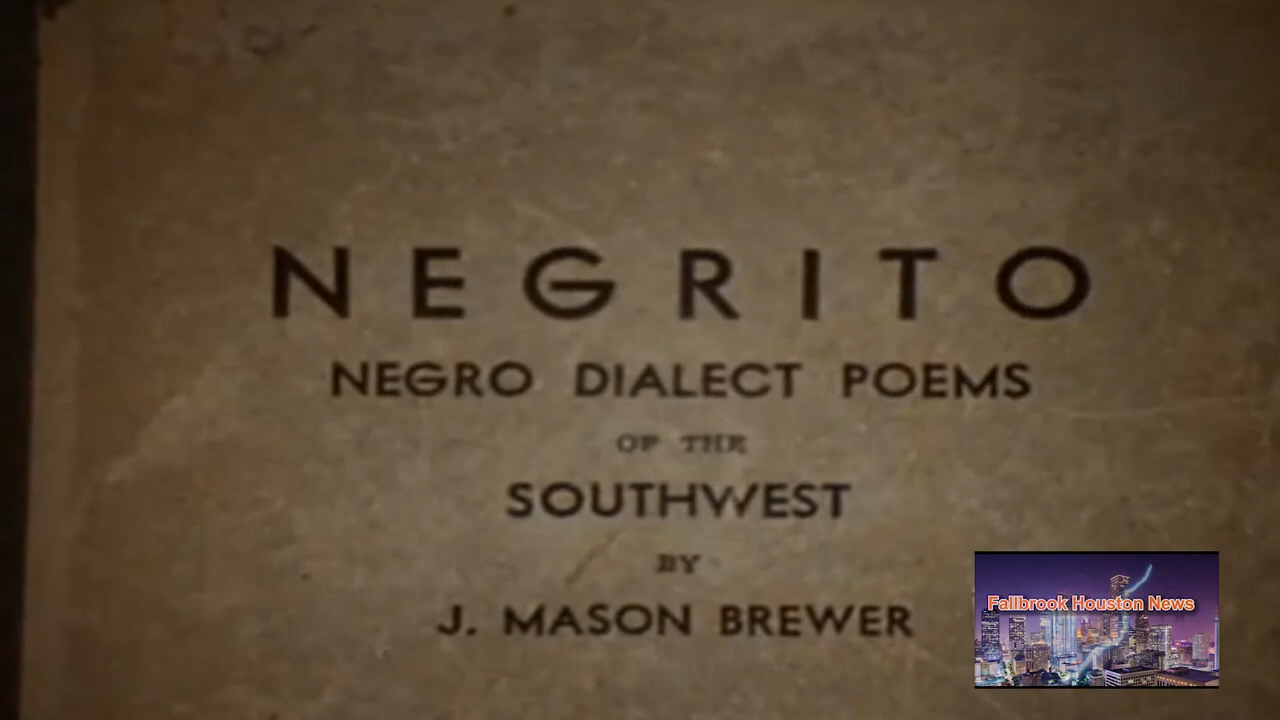 NEGRITO
NEGRO DIALECT POEMS
OF THE
SOUTHWEST
BY
J. MASON BREWER
Fallbrook Houston News